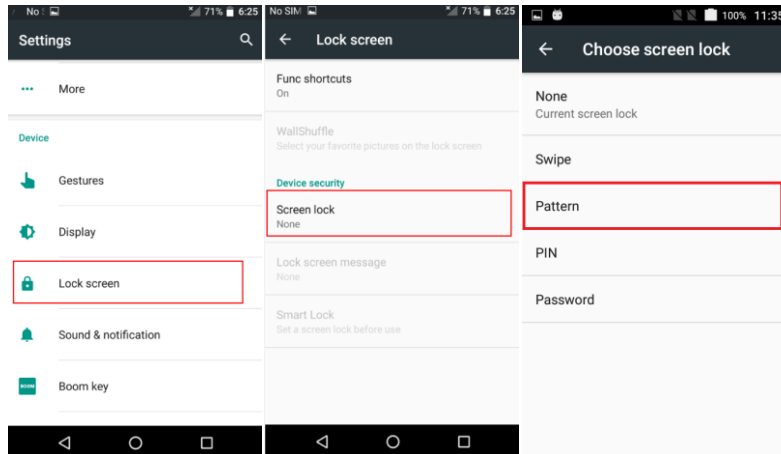 No S
71% 6:25
Settings
More
Device
Gestures
Display
Lock screen
Sound & notification
BOOM
Boom key
No SIM
71% 6:25
Lock screen
Func shortcuts
On
WallShuffle
Select your favorite pictures on the lock screen
Device security
Screen lock
None
Lock screen message
None
Smart Lock
Set a screen lock before use
100% 11:35
Choose screen lock
None
Current screen lock
Swipe
Pattern
PIN
Password